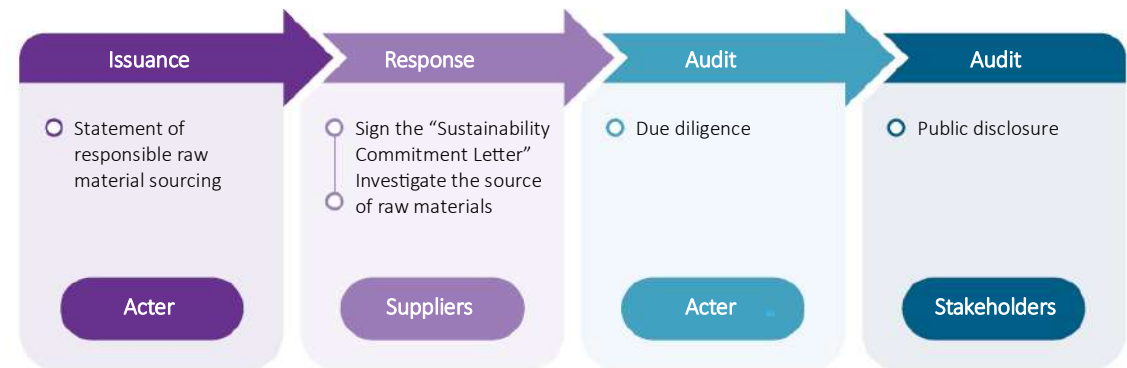 Issuance
Statement of
responsible raw
material sourcing
Acter
Response
Sign the “Sustainability
Commitment Letter”
Investigate the source
of raw materials
Suppliers
Audit
Due diligence
Acter
Audit
Public disclosure
Stakeholders